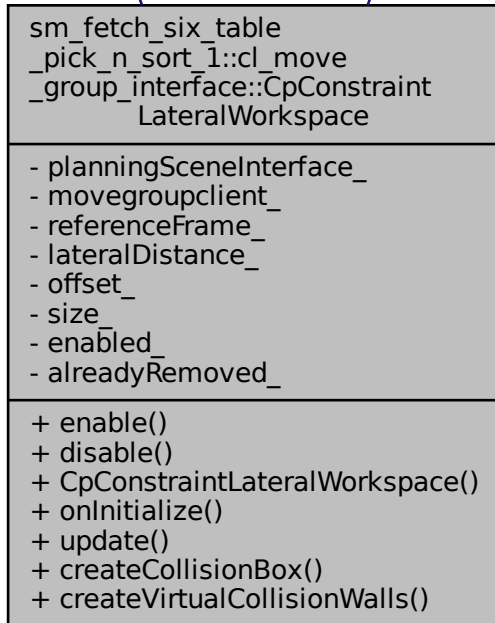 sm_fetch_six_table
_pick_n_sort_1::cl_move
_group_interface::CpConstraint
LateralWorkspace
- planningSceneInterface_
- movegroupclient_
- referenceFrame_
- lateralDistance_
- offset_
- size_
- enabled_
- alreadyRemoved_
+ enable()
+ disable()
+ CpConstraintLateralWorkspace()
+ onInitialize()
+ update()
+ createCollisionBox()
+ createVirtualCollisionWalls()